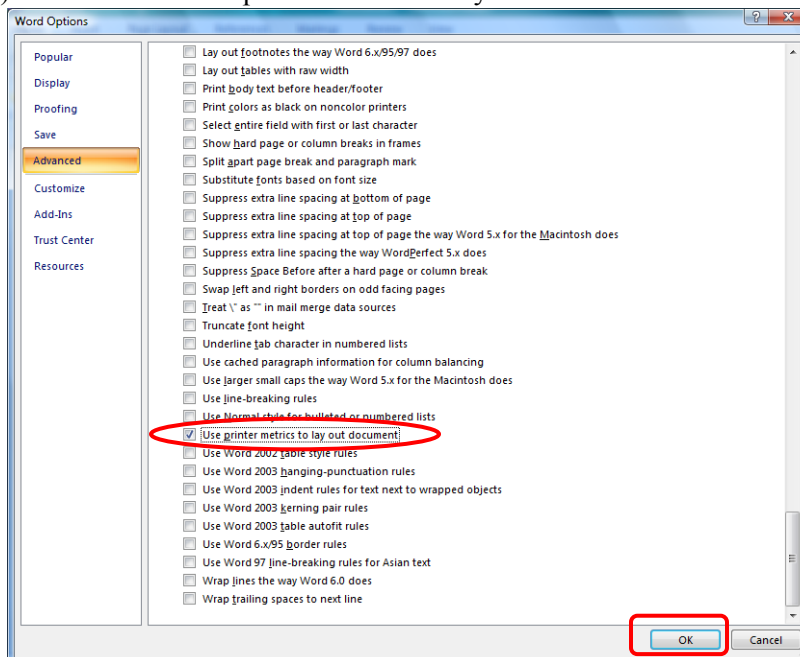 Word Options
Popular
Display
Proofing
Save
Advanced
Customize
Add-Ins
Trust Center
Resources
Lay out footnotes the way Word 6.x/95/97 does
Lay out tables with raw width
Print body text before header/footer
Print colors as black on noncolor printers
Select entire field with first or last character
Show hard page or column breaks in frames
Split apart page break and paragraph mark
Substitute fonts based on font size
Suppress extra line spacing at bottom of page
Suppress extra line spacing at top of page
Suppress extra line spacing at top of page the way Word 5.x for the Macintosh does
Suppress extra line spacing the way WordPerfect 5.x does
Suppress Space Before after a hard page or column break
Swap left and right borders on odd facing pages
Treat \" as "" in mail merge data sources
Truncate font height
Underline tab character in numbered lists
Use cached paragraph information for column balancing
Use larger small caps the way Word 5.x for the Macintosh does
Use line-breaking rules
Use Normal style for bulleted or numbered lists
Use printer metrics to lay out document
Use Word 2002 table style rules
Use Word 2003 hanging-punctuation rules
Use Word 2003 indent rules for text next to wrapped objects
Use Word 2003 kerning pair rules
Use Word 2003 table autofit rules
Use Word 6.x/95 border rules
Use Word 97 line-breaking rules for Asian text
Wrap lines the way Word 6.0 does
Wrap trailing spaces to next line
OK
Cancel